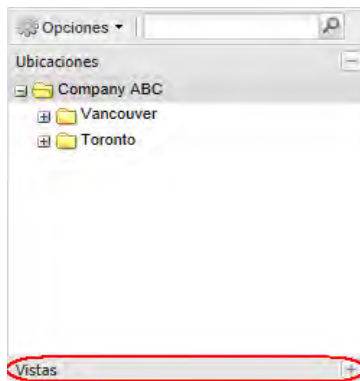 Opciones
Ubicaciones
Company ABC
Vancouver
Toronto
Vistas